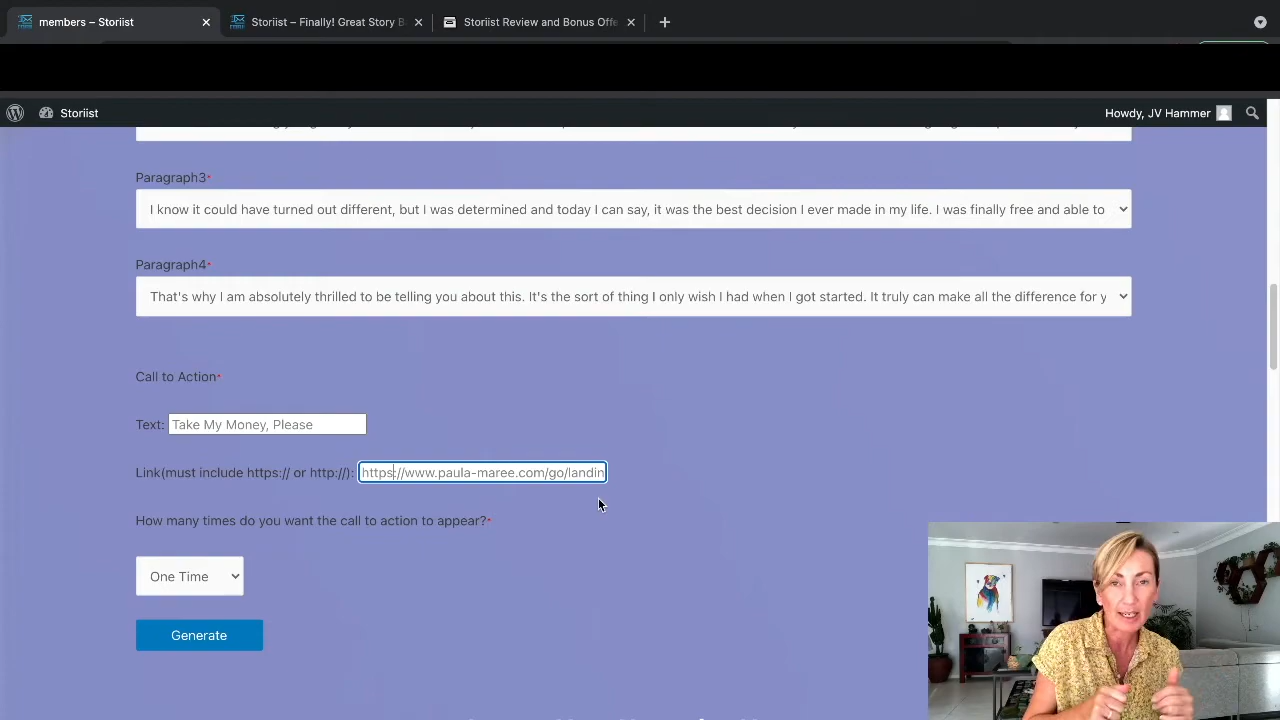 members – Storiist
Storiist – Finally! Great Story B
Storiist Review and Bonus Offe
Storiist
Howdy, JV Hammer
Paragraph3*
I know it could have turned out different, but I was determined and today I can say, it was the best decision I ever made in my life. I was finally free and able to
Paragraph4*
That's why I am absolutely thrilled to be telling you about this. It's the sort of thing I only wish I had when I got started. It truly can make all the difference for y
Call to Action*
Text: Take My Money, Please
Link(must include https:// or http://): https://www.paula-maree.com/go/landin
How many times do you want the call to action to appear?*
One Time
Generate